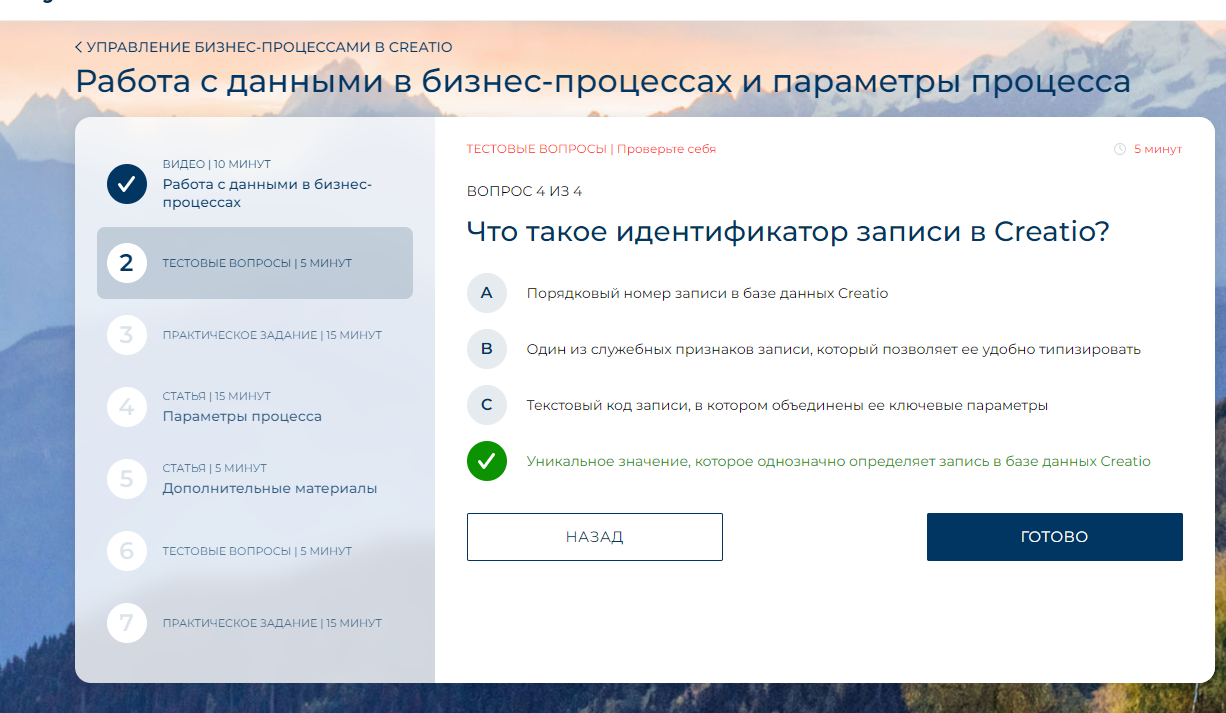 УПРАВЛЕНИЕ БИЗНЕС-ПРОЦЕССАМИ В CREATIO
Работа с данными в бизнес-процессах и параметры процесса
ВИДЕО | 10 МИНУТ
Работа с данными в бизнес-
процессах
2
ТЕСТОВЫЕ ВОПРОСЫ | 5 МИНУТ
3
ПРАКТИЧЕСКОЕ ЗАДАНИЕ | 15 МИНУТ
4
СТАТЬЯ | 15 МИНУТ
Параметры процесса
5
СТАТЬЯ | 5 МИНУТ
Дополнительные материалы
6
ТЕСТОВЫЕ ВОПРОСЫ | 5 МИНУТ
7
ПРАКТИЧЕСКОЕ ЗАДАНИЕ | 15 МИНУТ
ТЕСТОВЫЕ ВОПРОСЫ | Проверьте себя
5 минут
ВОПРОС 4 ИЗ 4
Что такое идентификатор записи в Creatio?
A Порядковый номер записи в базе данных Creatio
B Один из служебных признаков записи, который позволяет ее удобно типизировать
C Текстовый код записи, в котором объединены ее ключевые параметры
Уникальное значение, которое однозначно определяет запись в базе данных Creatio
НАЗАД
ГОТОВО